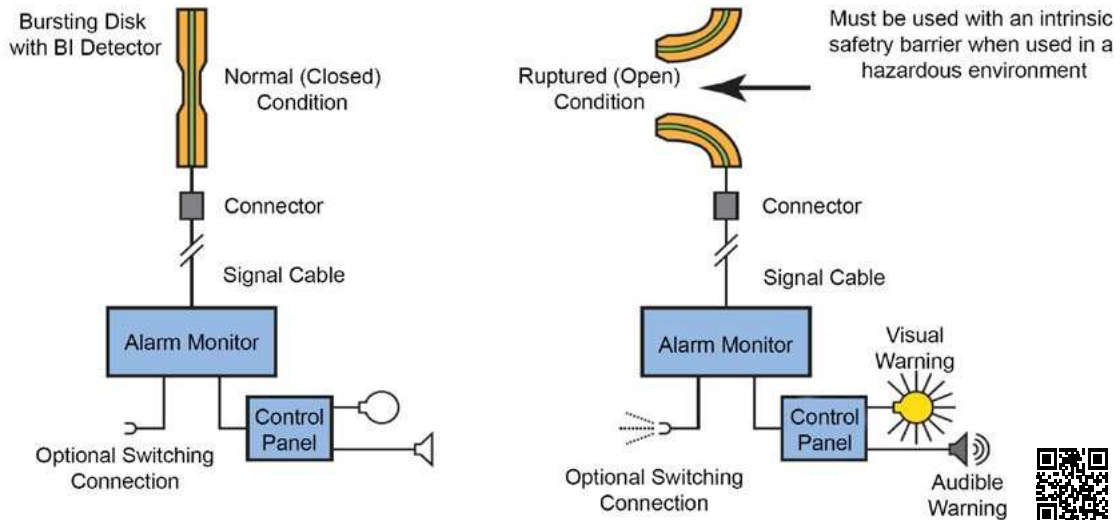 Bursting Disk
with BI Detector
Normal (Closed)
Condition
Connector
Signal Cable
Alarm Monitor
Control
Panel
Optional Switching
Connection
Must be used with an intrinsic
safety barrier when used in a
hazardous environment
Ruptured (Open)
Condition
Connector
Signal Cable
Alarm Monitor
Visual
Warning
Control
Panel
Optional Switching
Connection
Audible
Warning